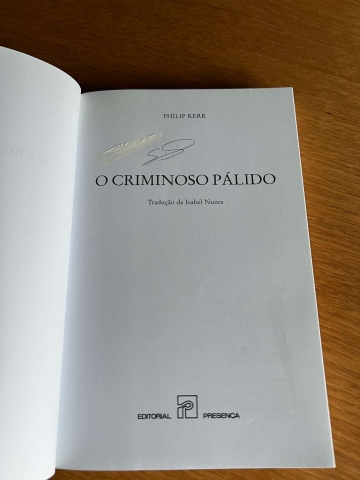 PHILIP KERR
O CRIMINOSO PÁLIDO
Tradução de Isabel Nunes
EDITORIAL PRESENÇA